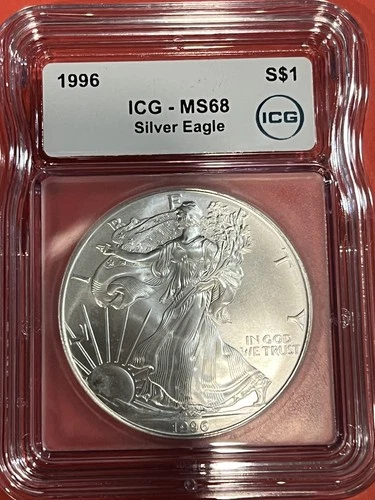 1996 S$1
ICG - MS68
Silver Eagle
ICG
LIBERTY
IN GOD
WE TRUST
1996